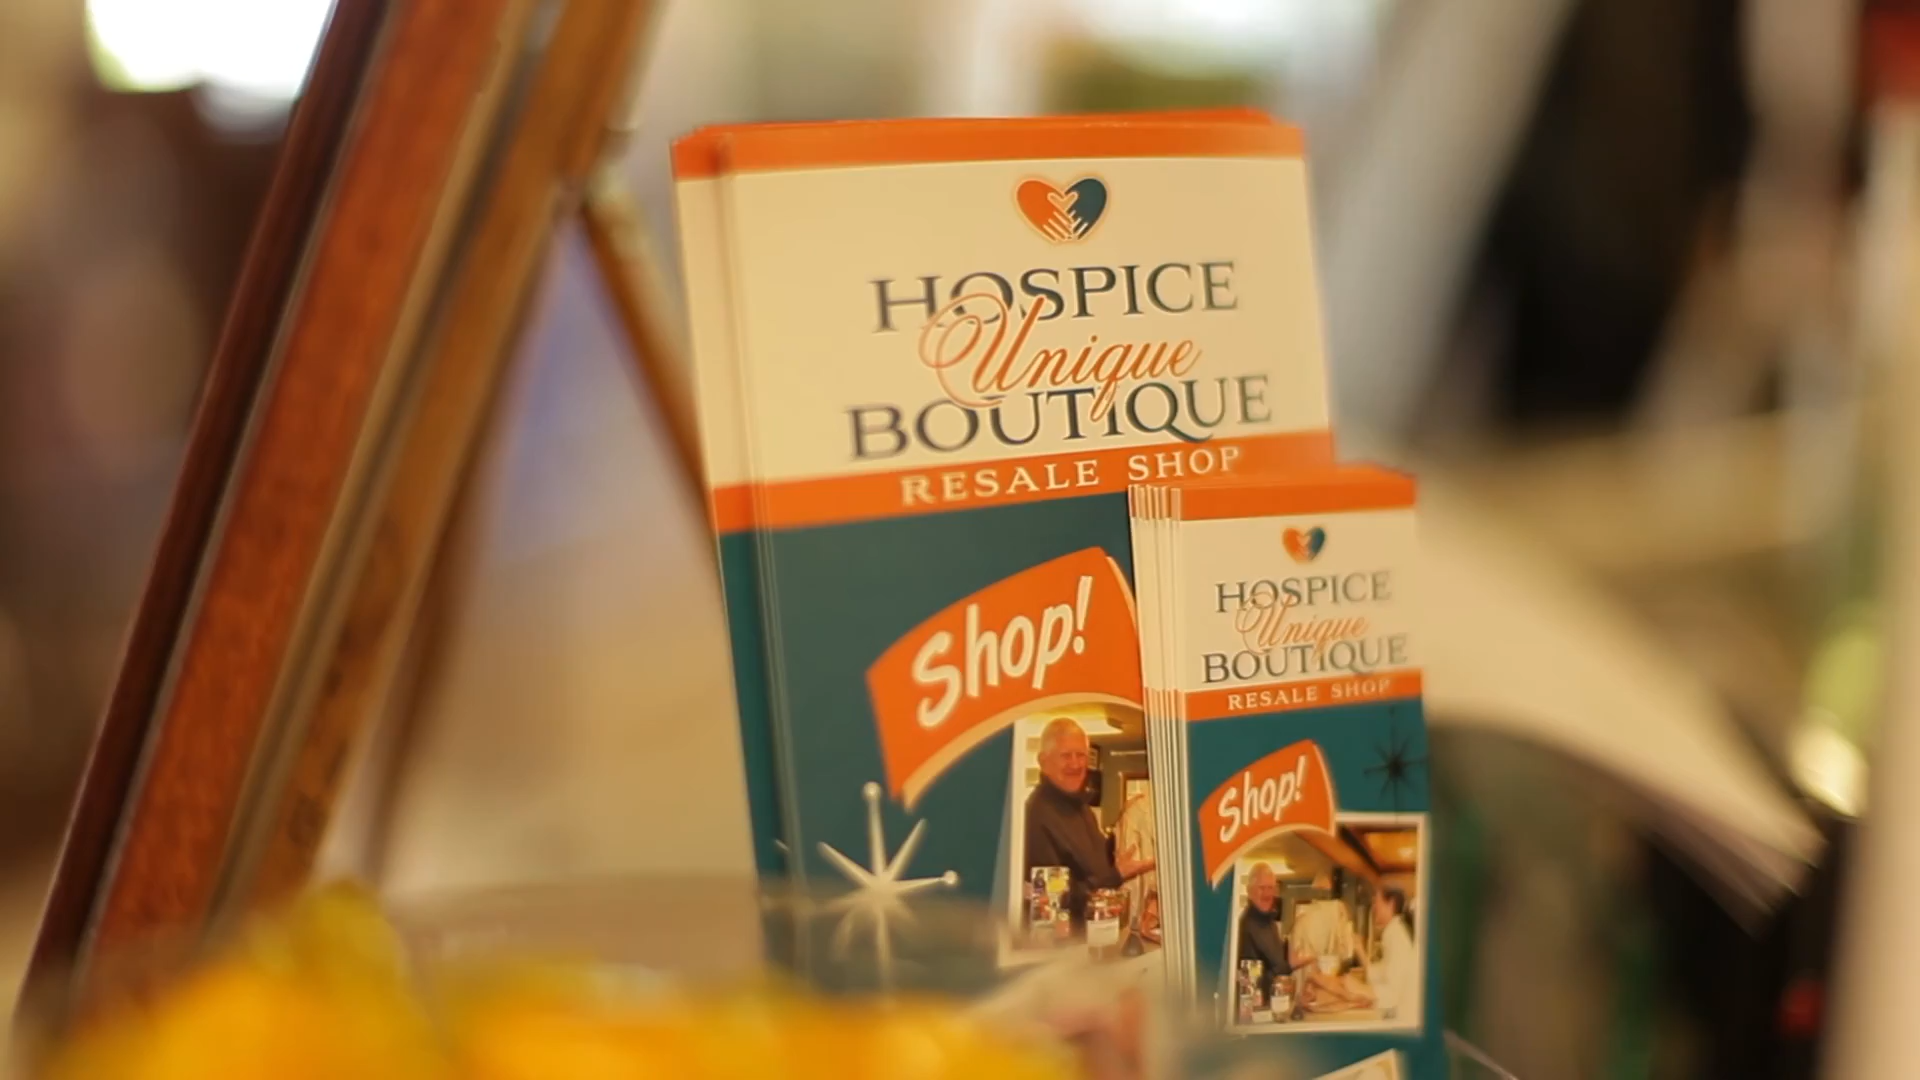 HOSPICE
Unique
BOUTIQUE
RESALE SHOP
Shop!
HOSPICE
Unique
BOUTIQUE
RESALE SHOP
Shop!